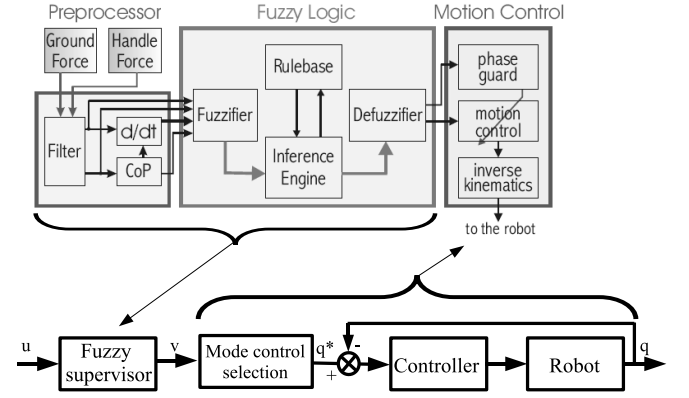 Preprocessor
Fuzzy Logic
Motion Control
Ground
Force
Handle
Force
Filter
d/dt
CoP
Fuzzifier
Rulebase
Inference
Engine
Defuzzifier
phase
guard
motion
control
inverse
kinematics
to the robot
u
Fuzzy
supervisor
v
Mode control
selection
q*
+
-
Controller
Robot
q